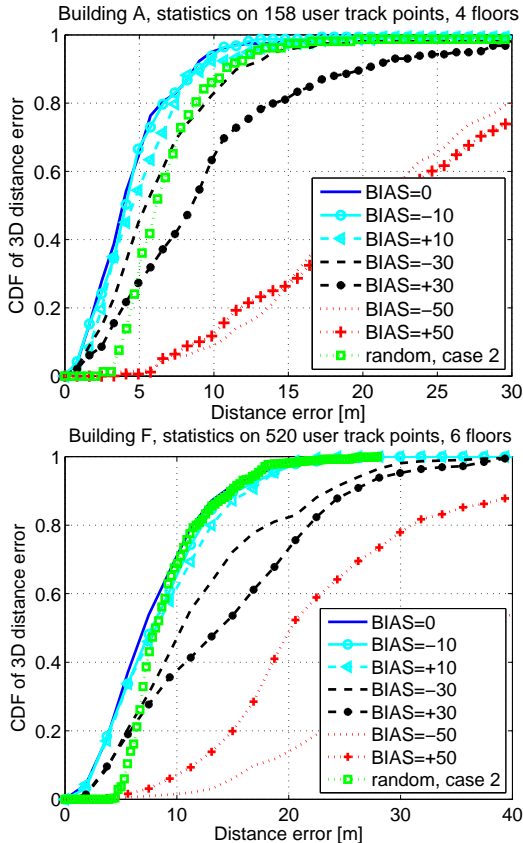 Building A, statistics on 158 user track points, 4 floors
CDF of 3D distance error
1
0.8
0.6
0.4
0.2
0
0
5
10
15
20
25
30
BIAS=0
BIAS=−10
BIAS=+10
BIAS=−30
BIAS=+30
BIAS=−50
BIAS=+50
random, case 2
Distance error [m]
Building F, statistics on 520 user track points, 6 floors
CDF of 3D distance error
1
0.8
0.6
0.4
0.2
0
0
10
20
30
40
BIAS=0
BIAS=−10
BIAS=+10
BIAS=−30
BIAS=+30
BIAS=−50
BIAS=+50
random, case 2
Distance error [m]